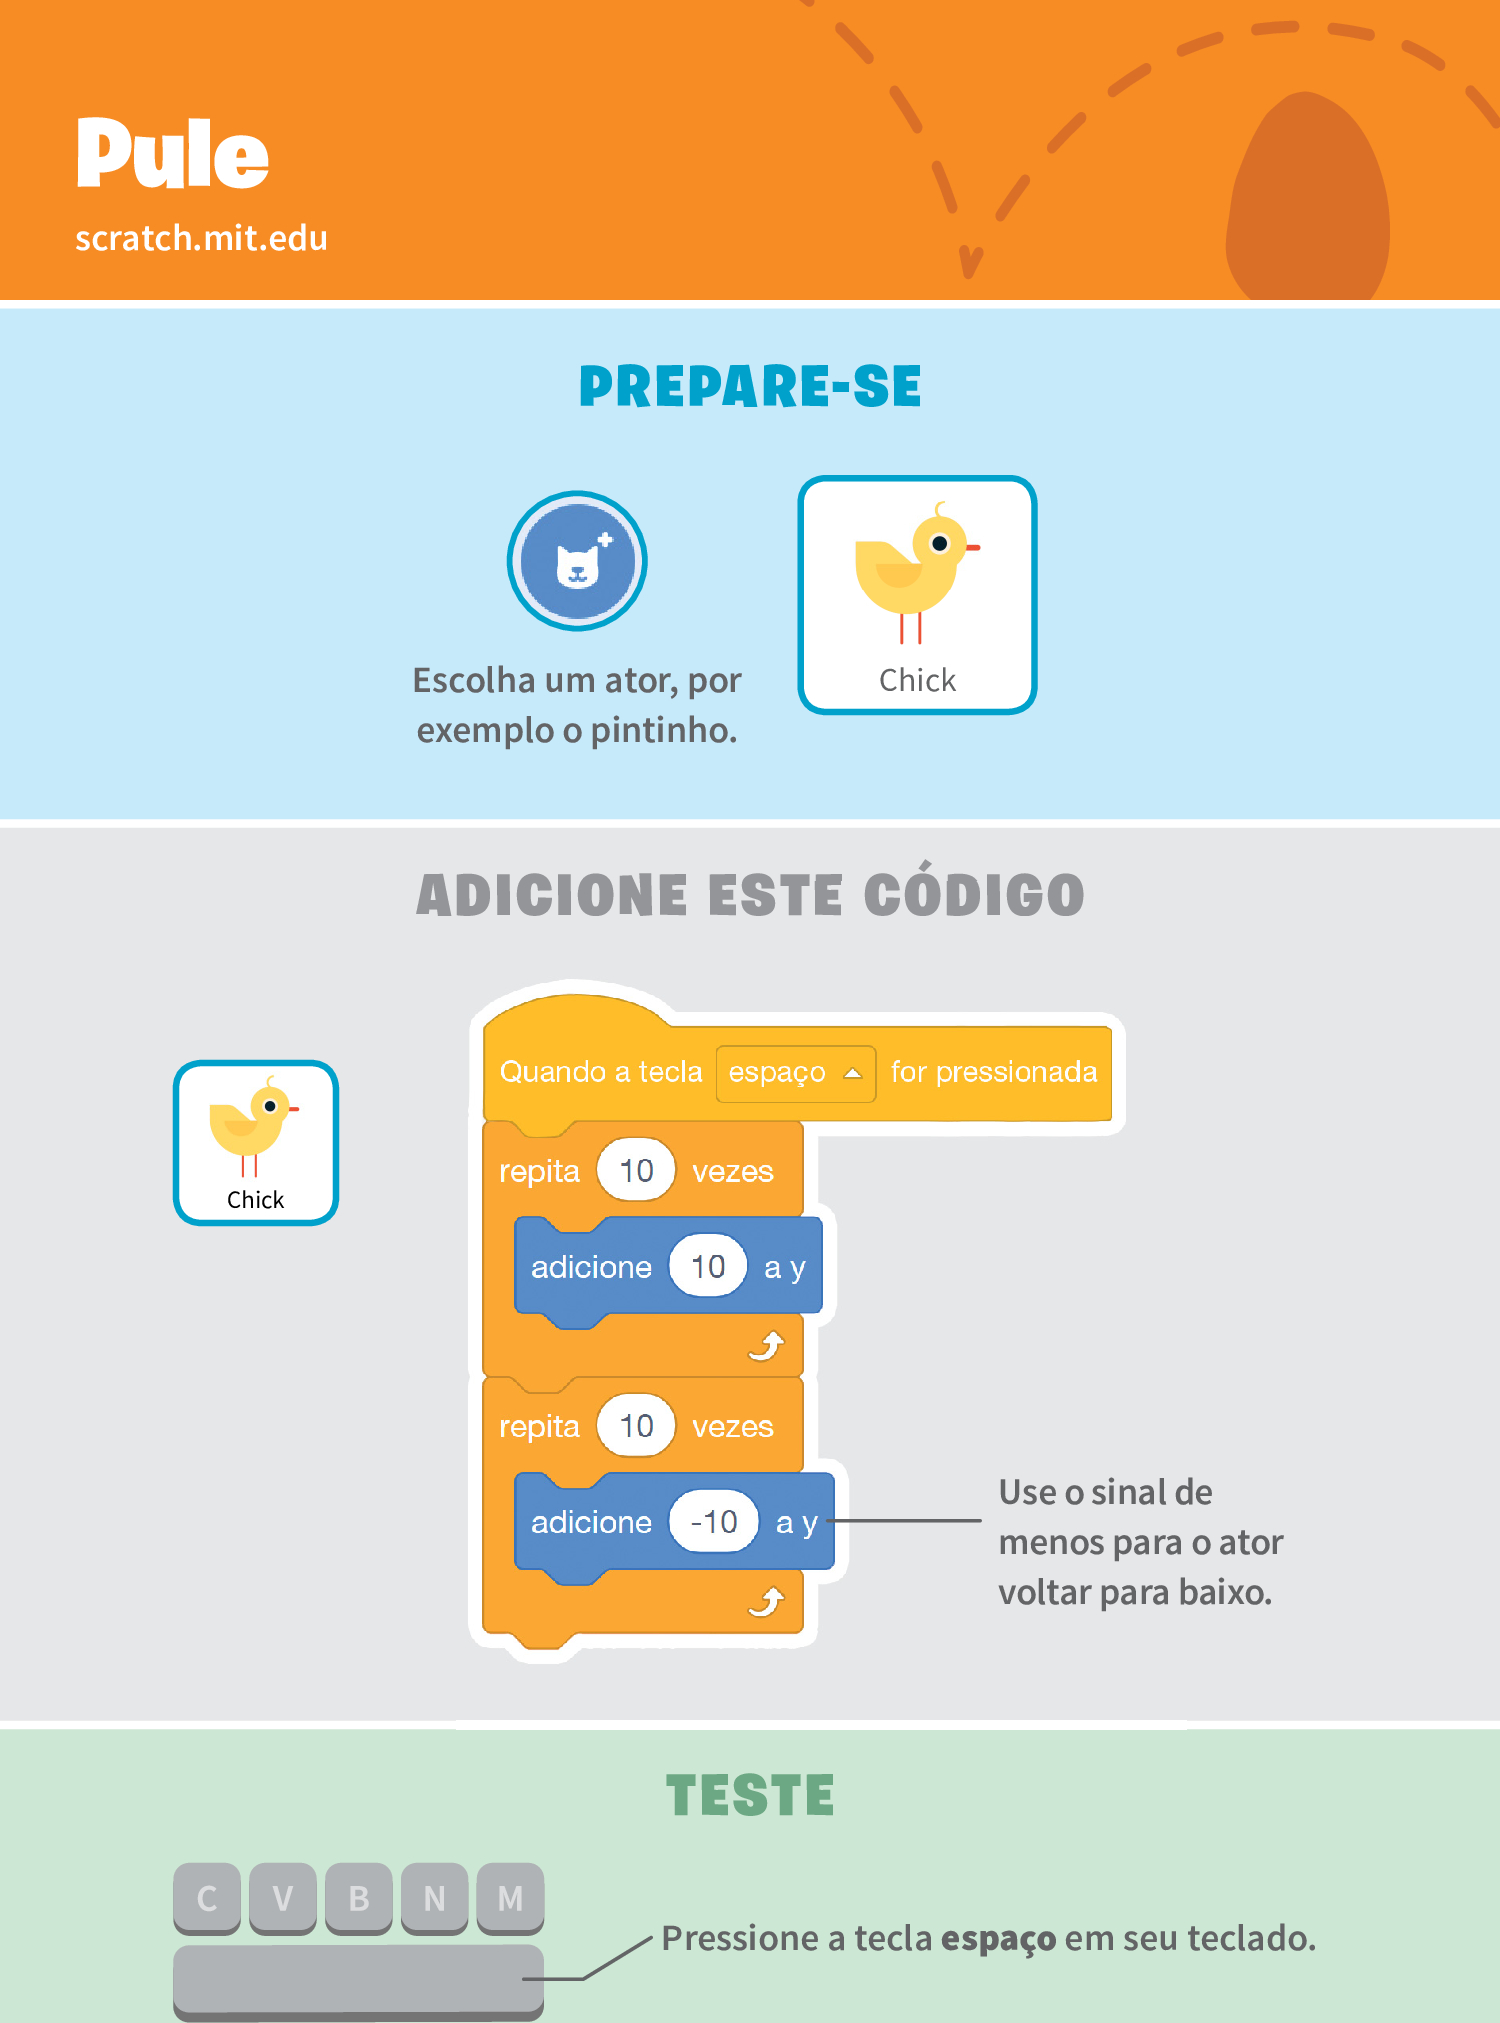 Pule
scratch.mit.edu
PREPARE-SE
Escolha um ator, por
exemplo o pintinho.
Chick
ADICIONE ESTE CÓDIGO
Chick
Quando a tecla espaço for pressionada
repita 10 vezes
adicione 10 a y
repita 10 vezes
adicione -10 a y
Use o sinal de
menos para o ator
voltar para baixo.
TESTE
C V B N M
Pressione a tecla espaço em seu teclado.